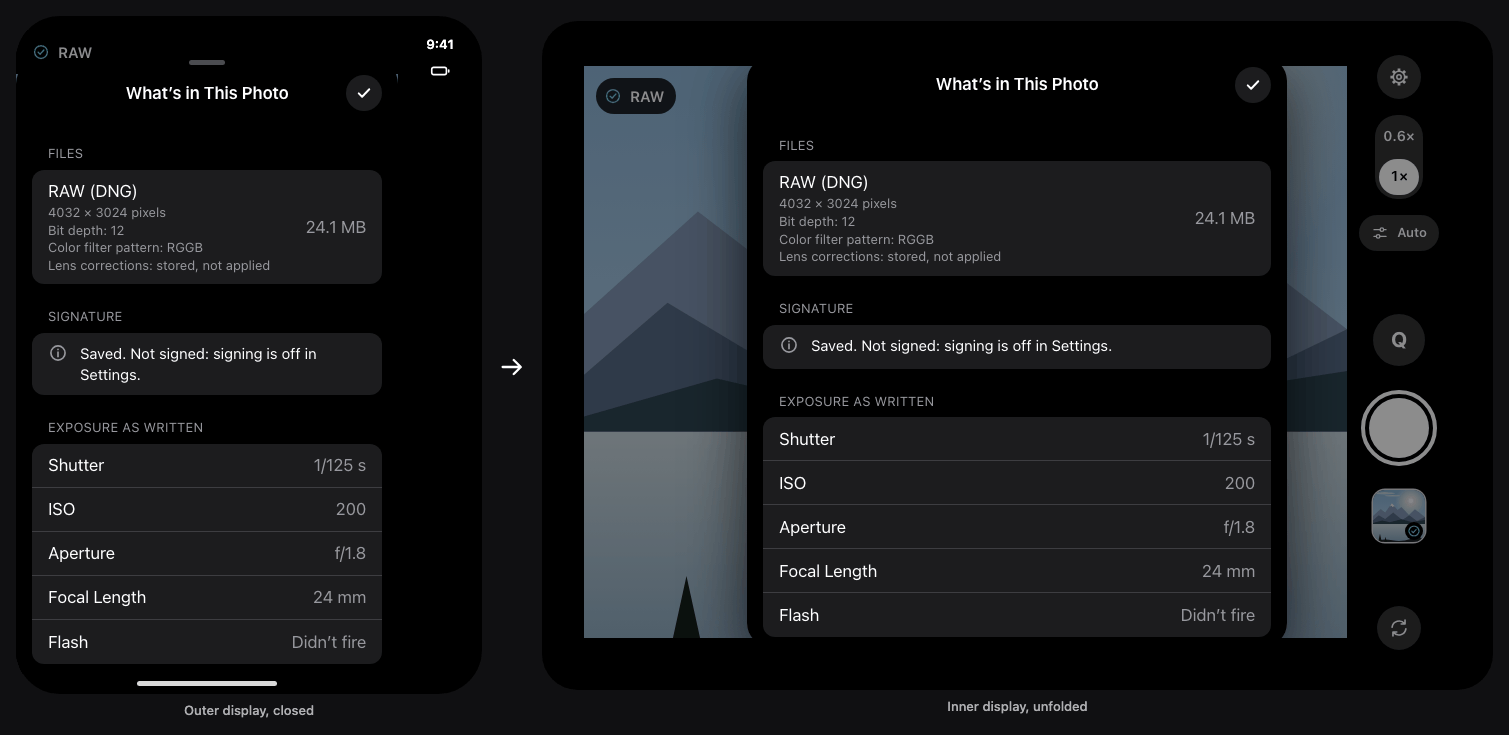 RAW
9:41
What's in This Photo
FILES
RAW (DNG)
4032 × 3024 pixels
Bit depth: 12
Color filter pattern: RGGB
Lens corrections: stored, not applied
24.1 MB
SIGNATURE
Saved. Not signed: signing is off in
Settings.
EXPOSURE AS WRITTEN
Shutter 1/125 s
ISO 200
Aperture f/1.8
Focal Length 24 mm
Flash Didn't fire
Outer display, closed
RAW
What's in This Photo
FILES
RAW (DNG)
4032 × 3024 pixels
Bit depth: 12
Color filter pattern: RGGB
Lens corrections: stored, not applied
24.1 MB
SIGNATURE
Saved. Not signed: signing is off in Settings.
EXPOSURE AS WRITTEN
Shutter 1/125 s
ISO 200
Aperture f/1.8
Focal Length 24 mm
Flash Didn't fire
0.6×
1×
Auto
Q
Inner display, unfolded